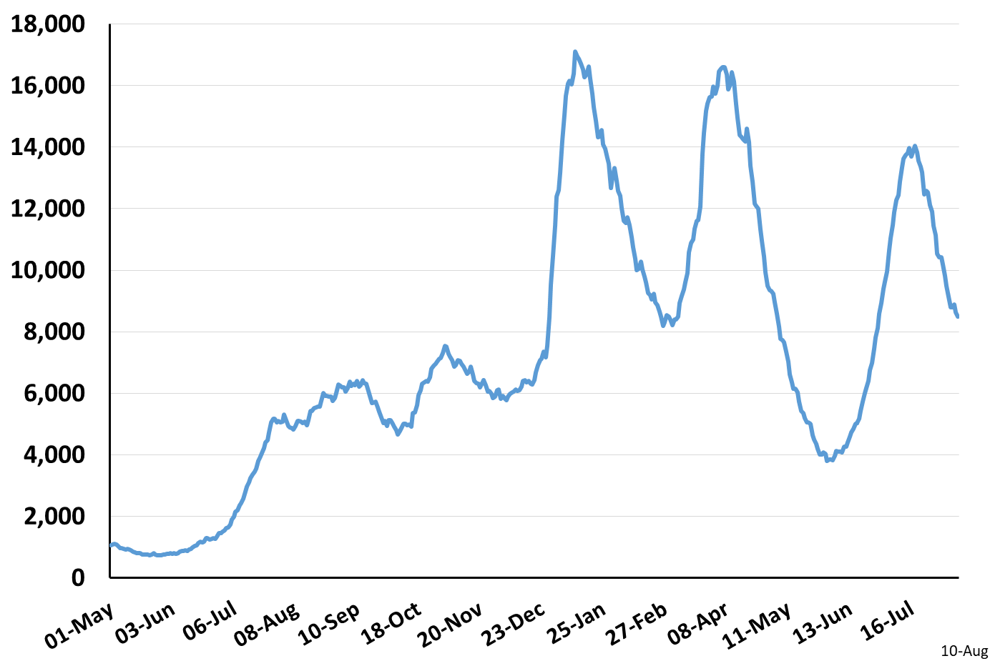 18,000
16,000
14,000
12,000
10,000
8,000
6,000
4,000
2,000
0
01-May
03-Jun
06-Jul
08-Aug
10-Sep
18-Oct
20-Nov
23-Dec
25-Jan
27-Feb
08-Apr
11-May
13-Jun
16-Jul
10-Aug